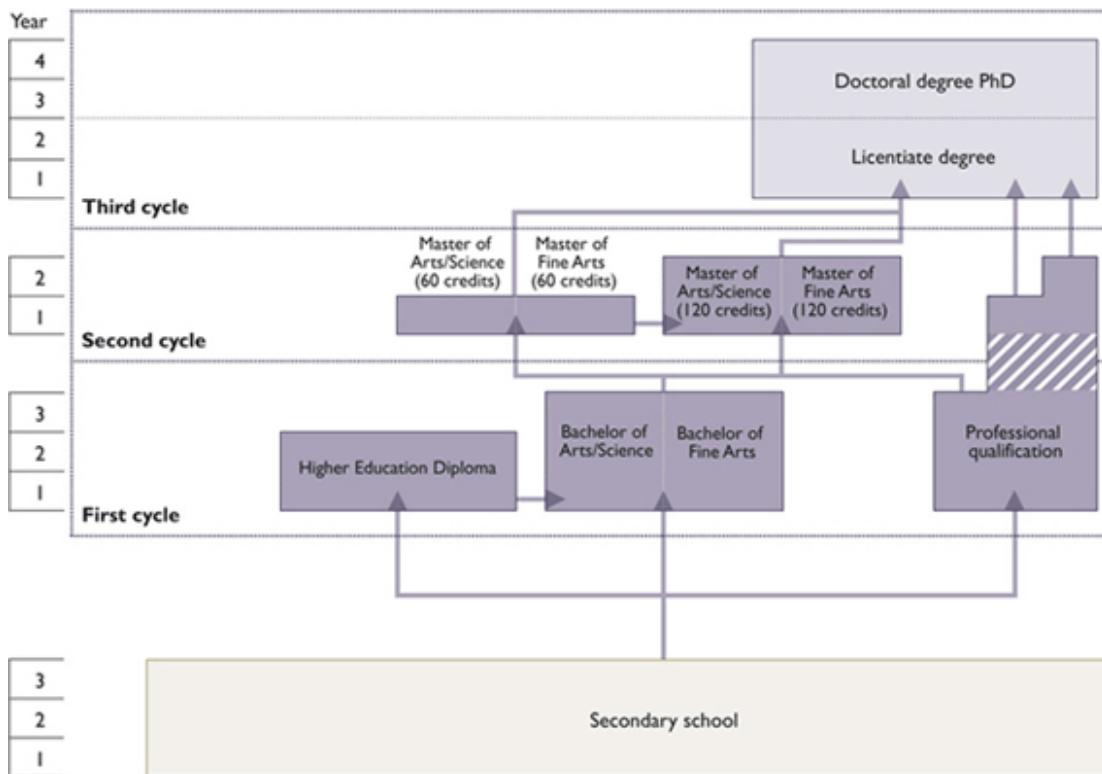 Year
4
3
2
1
Doctoral degree PhD
Licentiate degree
Third cycle
2
1
Master of
Arts/Science
(60 credits)
Master of
Fine Arts
(60 credits)
Master of
Arts/Science
(120 credits)
Master of
Fine Arts
(120 credits)
Second cycle
3
2
1
Higher Education Diploma
Bachelor of
Arts/Science
Bachelor of
Fine Arts
Professional
qualification
First cycle
3
2
1
Secondary school